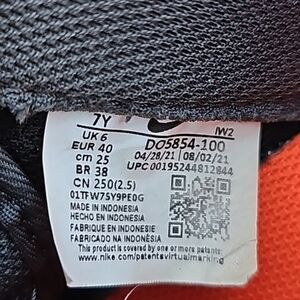 7Y /W2
UK 6 DO5854-100
EUR 40 04/28/21 | 08/02/21
cm 25 UPC 00195244812844
BR 38
CN 250(2.5)
01TFW75Y9PE0G
MADE IN INDONESIA
HECHO EN INDONESIA
FABRIQUE EN INDONESIE
FABRICADO NA INDONÉSIA
This product is covered by one or more patents:
www.nike.com/patentsvirtualmarking